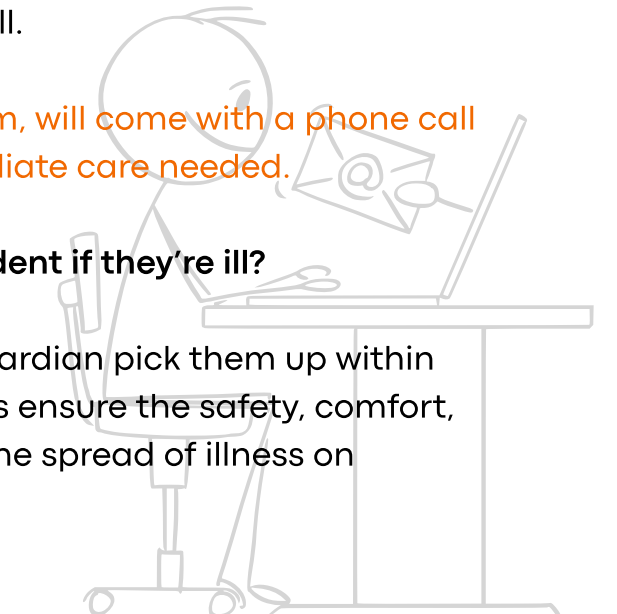 ll.
m, will come with a phone call
liate care needed.
dent if they’re ill?
ardian pick them up within
s ensure the safety, comfort,
he spread of illness on